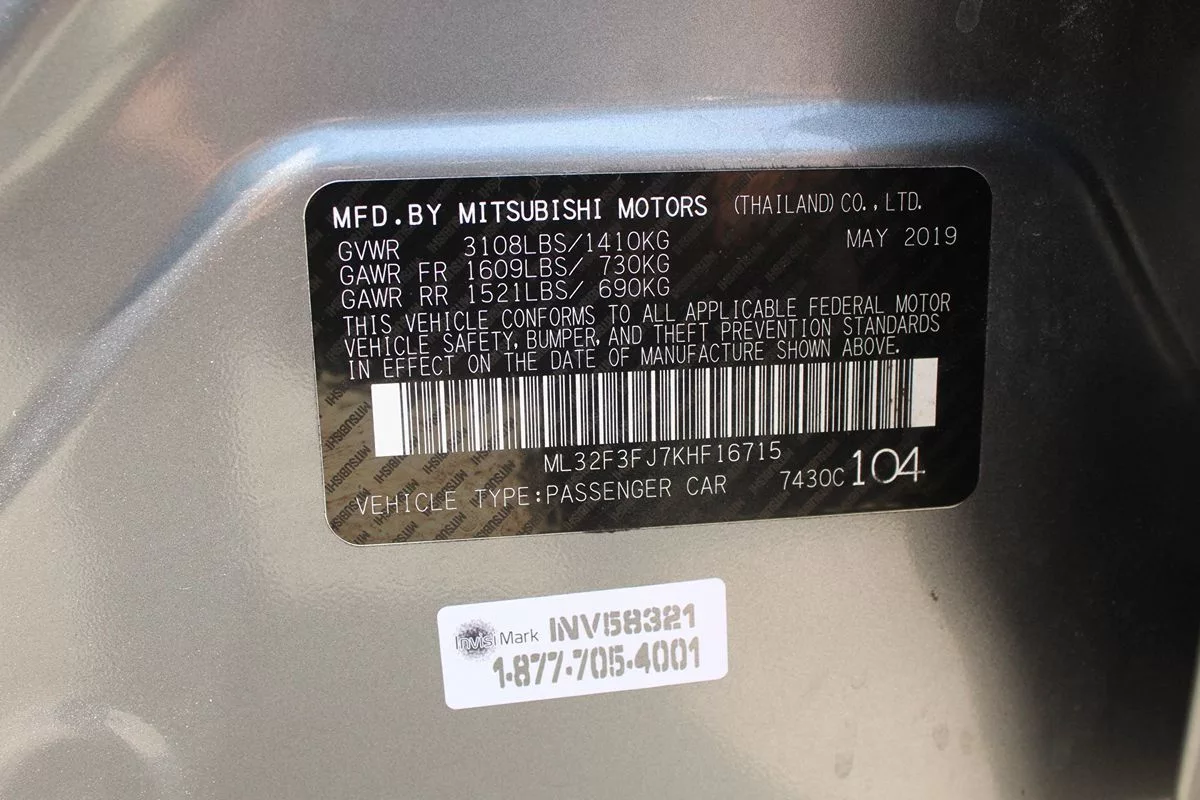 MFD.BY MITSUBISHI MOTORS (THAILAND) CO., LTD.
GVWR 3108LBS/1410KG MAY 2019
GAWR FR 1609LBS/ 730KG
GAWR RR 1521LBS/ 690KG
THIS VEHICLE CONFORMS TO ALL APPLICABLE FEDERAL MOTOR
VEHICLE SAFETY, BUMPER, AND THEFT PREVENTION STANDARDS
IN EFFECT ON THE DATE OF MANUFACTURE SHOWN ABOVE.
ML32F3FJ7KHF16715
VEHICLE TYPE:PASSENGER CAR 7430C 104
InvisiMark INV58321
1-877-705-4001